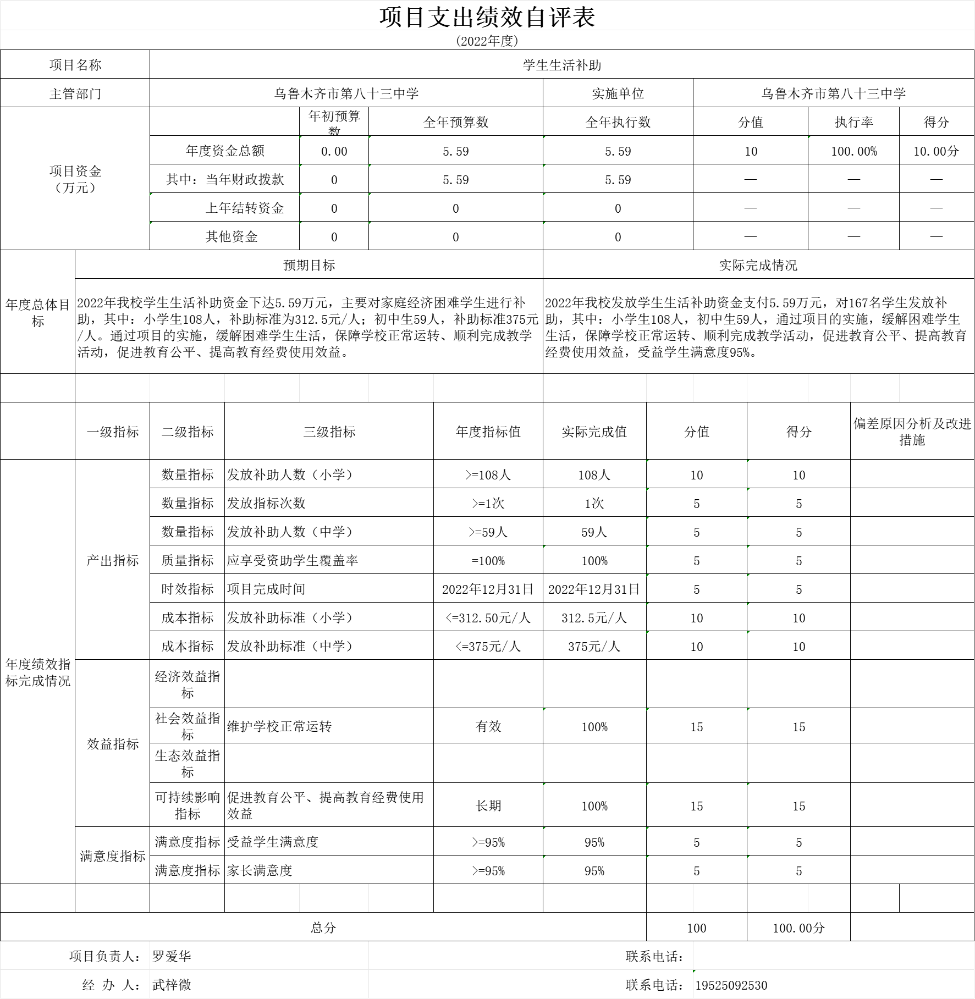 项目支出绩效自评表
(2022年度)
项目名称 学生生活补助
主管部门 乌鲁木齐市第八十三中学 实施单位 乌鲁木齐市第八十三中学
项目资金
（万元）
年初预算数 全年预算数 全年执行数 分值 执行率 得分
年度资金总额 0.00 5.59 5.59 10 100.00% 10.00分
其中：当年财政拨款 0 5.59 5.59 — — —
上年结转资金 0 0 0 — — —
其他资金 0 0 0 — — —
年度总体目
标
预期目标 实际完成情况
2022年我校学生生活补助资金下达5.59万元，主要对家庭经济困难学生进行补
助，其中：小学生108人，补助标准为312.5元/人；初中生59人，补助标准375元
/人。通过项目的实施，缓解困难学生生活，保障学校正常运转、顺利完成教学
活动，促进教育公平、提高教育经费使用效益。
2022年我校发放学生生活补助资金支付5.59万元，对167名学生发放补
助，其中：小学生108人，初中生59人，通过项目的实施，缓解困难学生
生活，保障学校正常运转、顺利完成教学活动，促进教育公平、提高教育
经费使用效益，受益学生满意度95%。
一级指标 二级指标 三级指标 年度指标值 实际完成值 分值 得分 偏差原因分析及改进
措施
年度绩效指
标完成情况
产出指标
数量指标 发放补助人数（小学） >=108人 108人 10 10
数量指标 发放指标次数 >=1次 1次 5 5
数量指标 发放补助人数（中学） >=59人 59人 5 5
质量指标 应享受资助学生覆盖率 =100% 100% 5 5
时效指标 项目完成时间 2022年12月31日 2022年12月31日 5 5
成本指标 发放补助标准（小学） <=312.50元/人 312.5元/人 10 10
成本指标 发放补助标准（中学） <=375元/人 375元/人 10 10
效益指标
经济效益指
标
社会效益指
标 维护学校正常运转 有效 100% 15 15
生态效益指
标
可持续影响
指标 促进教育公平、提高教育经费使用
效益 长期 100% 15 15
满意度指标
满意度指标 受益学生满意度 >=95% 95% 5 5
满意度指标 家长满意度 >=95% 95% 5 5
总分 100 100.00分
项目负责人： 罗爱华 联系电话：
经 办 人： 武梓微 联系电话： 19525092530